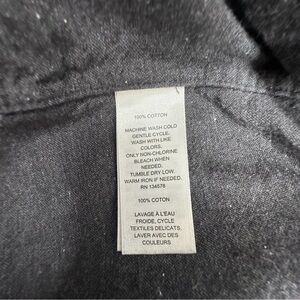 100% COTTON
MACHINE WASH COLD
GENTLE CYCLE.
WASH WITH LIKE
COLORS.
ONLY NON-CHLORINE
BLEACH WHEN
NEEDED.
TUMBLE DRY LOW.
WARM IRON IF NEEDED.
RN 134578
100% COTTON
LAVAGE À L'EAU
FROIDE, CYCLE
TEXTILES DELICATS.
LAVER AVEC DES
COULEURS